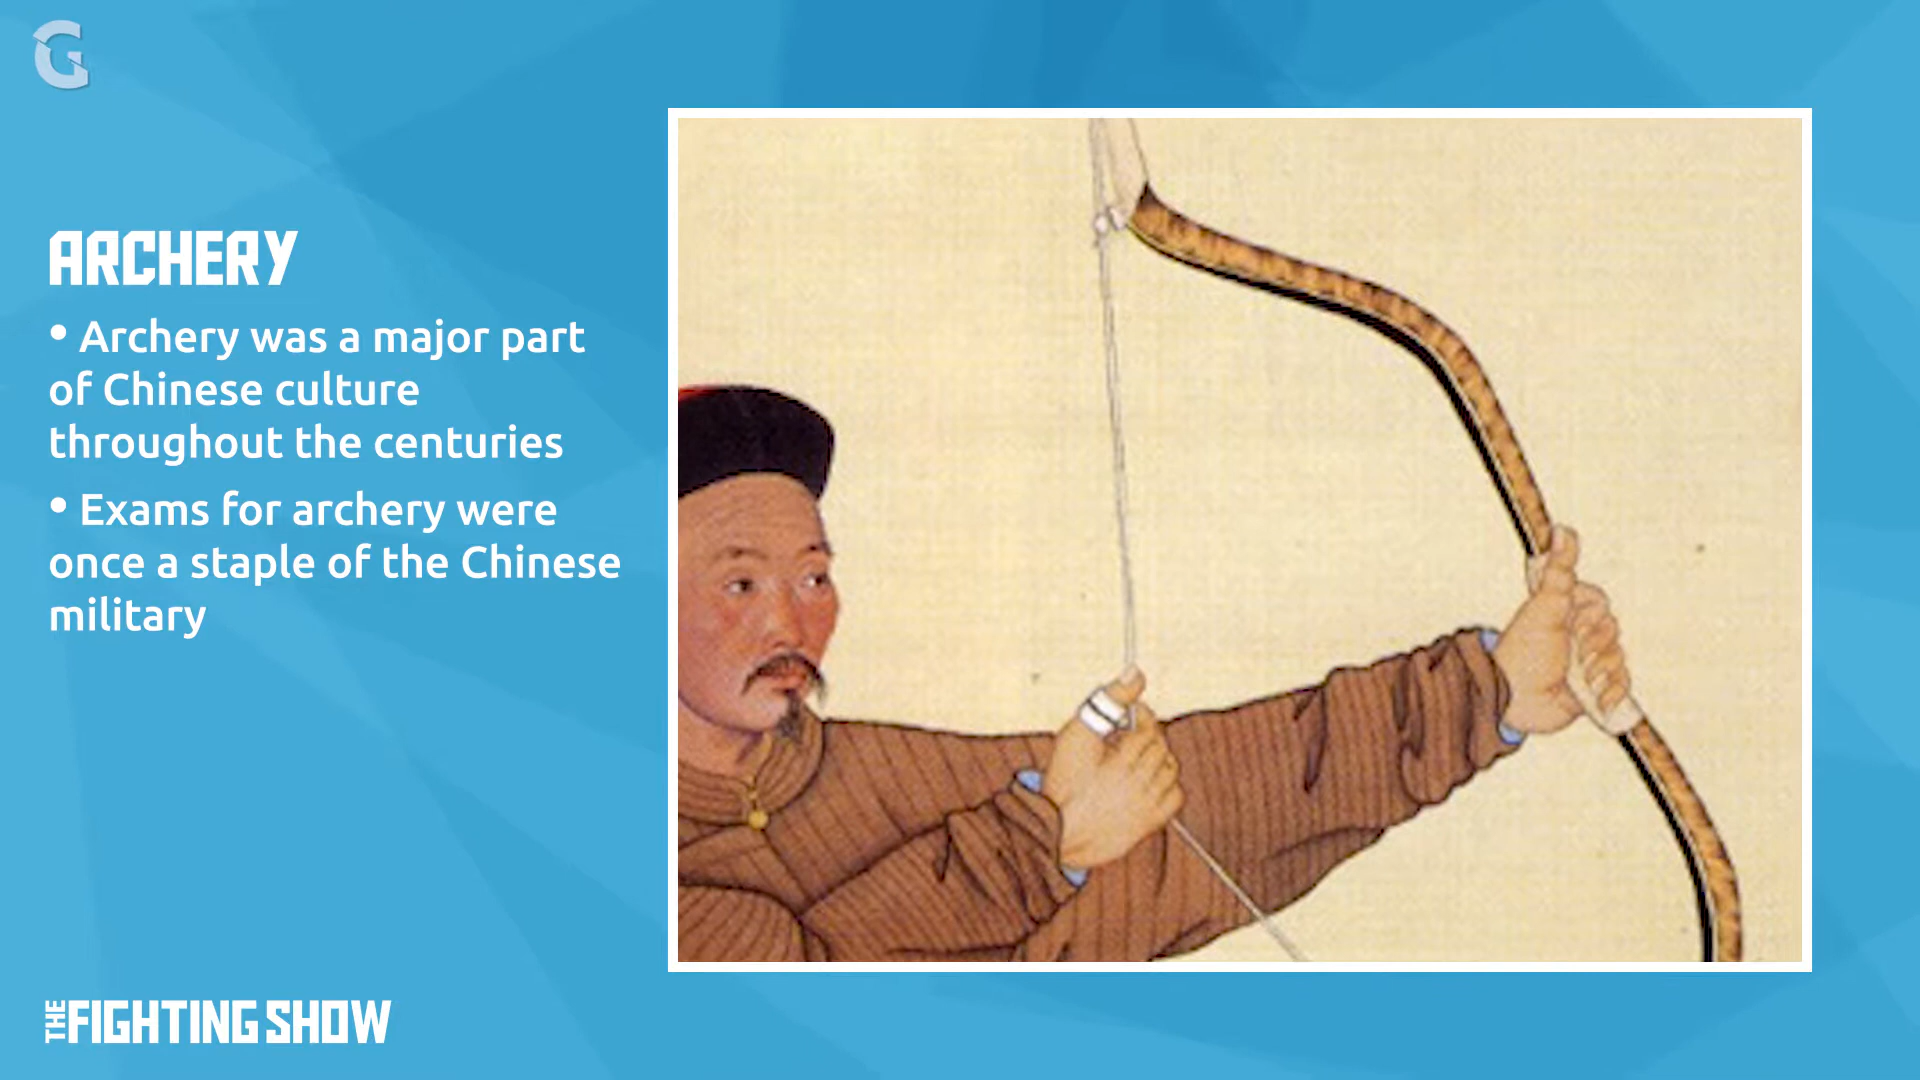 G
ARCHERY
• Archery was a major part
of Chinese culture
throughout the centuries
• Exams for archery were
once a staple of the Chinese
military
THE FIGHTING SHOW